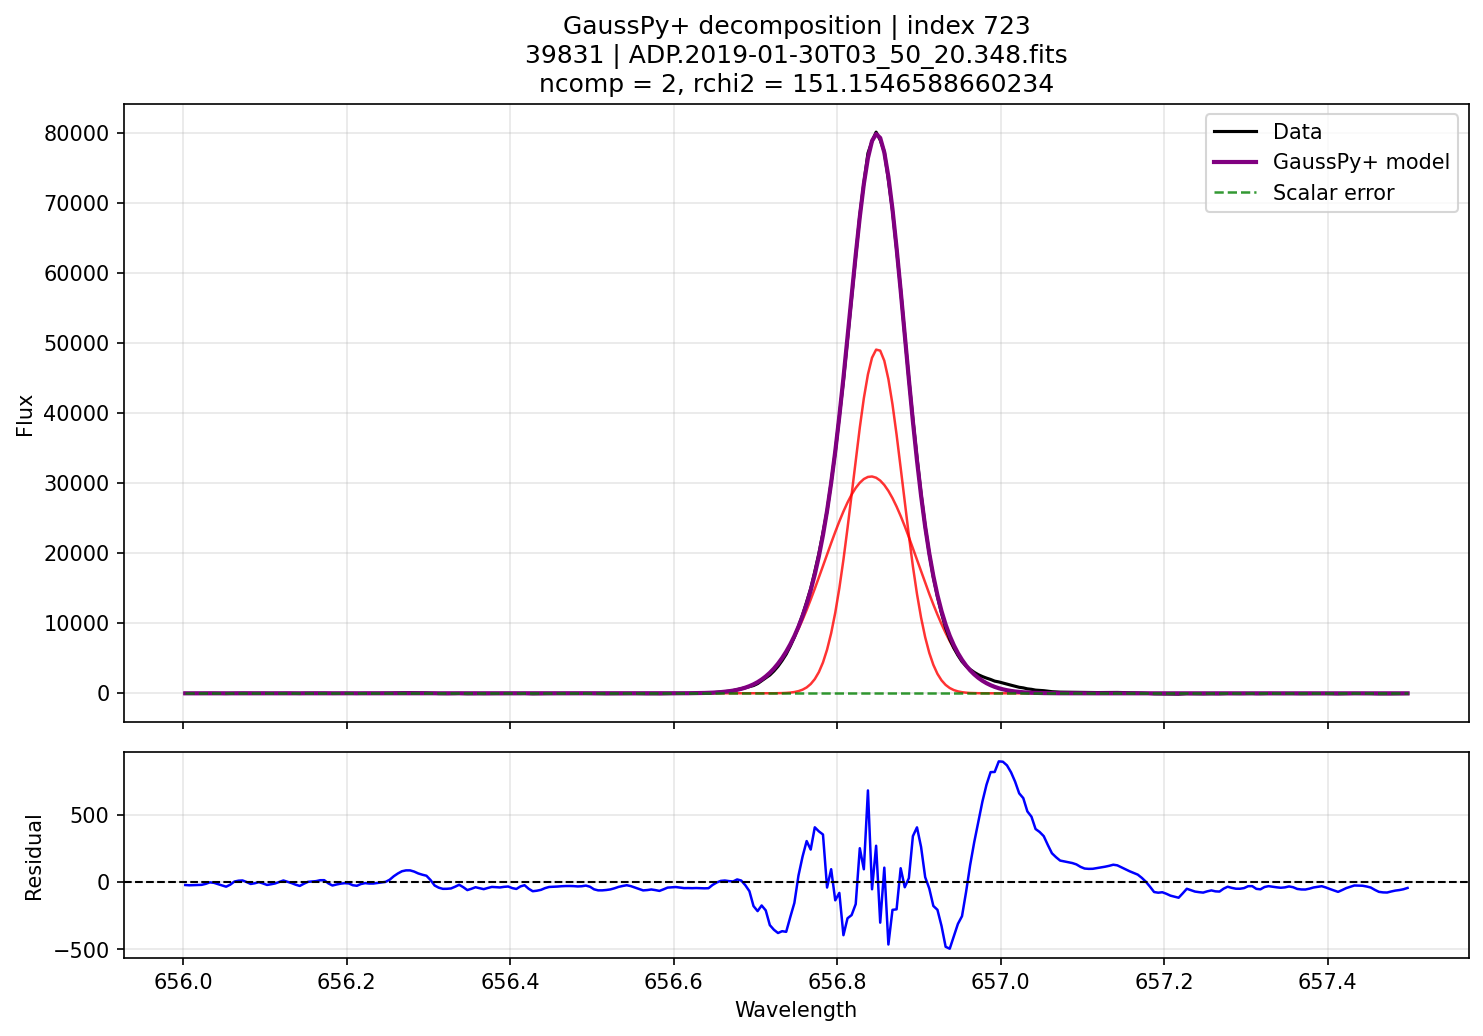 GaussPy+ decomposition | index 723
39831 | ADP.2019-01-30T03_50_20.348.fits
ncomp = 2, rchi2 = 151.1546588660234
Data
GaussPy+ model
Scalar error
Flux
80000
70000
60000
50000
40000
30000
20000
10000
0
Residual
500
0
−500
656.0
656.2
656.4
656.6
656.8
657.0
657.2
657.4
Wavelength